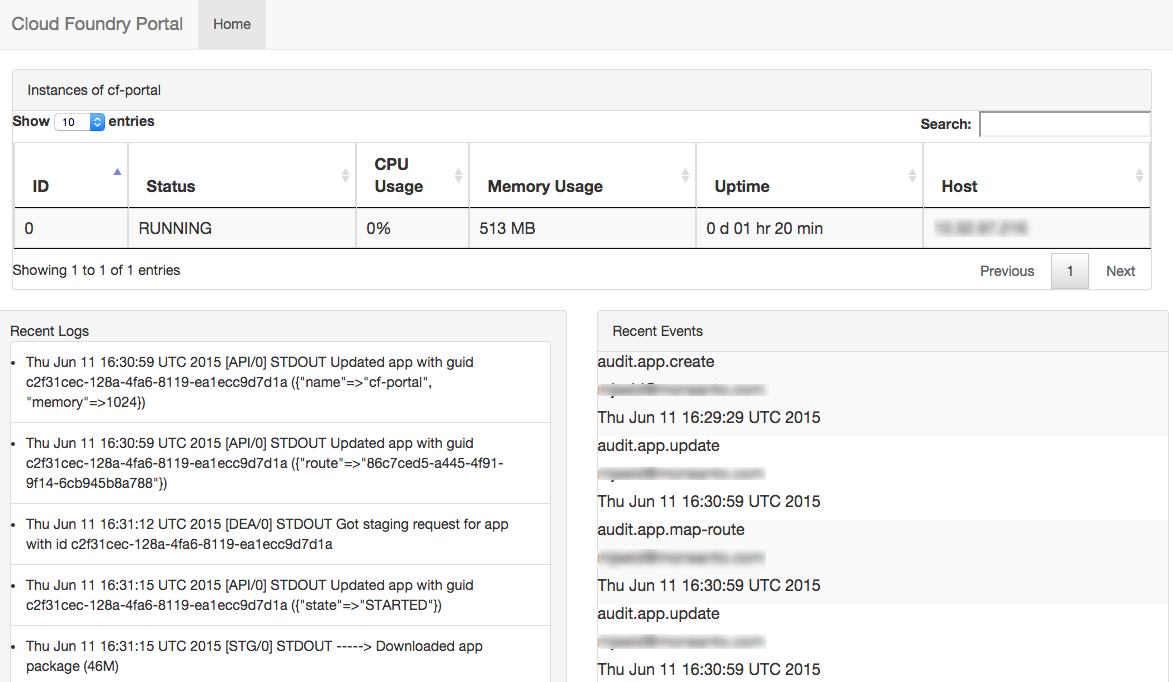 Cloud Foundry Portal Home
Instances of cf-portal
Show 10 entries Search:
ID Status CPU Usage Memory Usage Uptime Host
0 RUNNING 0% 513 MB 0 d 01 hr 20 min
Showing 1 to 1 of 1 entries Previous 1 Next
Recent Logs
Thu Jun 11 16:30:59 UTC 2015 [API/0] STDOUT Updated app with guid
c2f31cec-128a-4fa6-8119-ea1ecc9d7d1a ({"name"=>"cf-portal",
"memory"=>1024})
Thu Jun 11 16:30:59 UTC 2015 [API/0] STDOUT Updated app with guid
c2f31cec-128a-4fa6-8119-ea1ecc9d7d1a ({"route"=>"86c7ced5-a445-4f91-
9f14-6cb945b8a788"})
Thu Jun 11 16:31:12 UTC 2015 [DEA/0] STDOUT Got staging request for app
with id c2f31cec-128a-4fa6-8119-ea1ecc9d7d1a
Thu Jun 11 16:31:15 UTC 2015 [API/0] STDOUT Updated app with guid
c2f31cec-128a-4fa6-8119-ea1ecc9d7d1a ({"state"=>"STARTED"})
Thu Jun 11 16:31:15 UTC 2015 [STG/0] STDOUT -----> Downloaded app
package (46M)
Recent Events
audit.app.create
Thu Jun 11 16:29:29 UTC 2015
audit.app.update
Thu Jun 11 16:30:59 UTC 2015
audit.app.map-route
Thu Jun 11 16:30:59 UTC 2015
audit.app.update
Thu Jun 11 16:30:59 UTC 2015